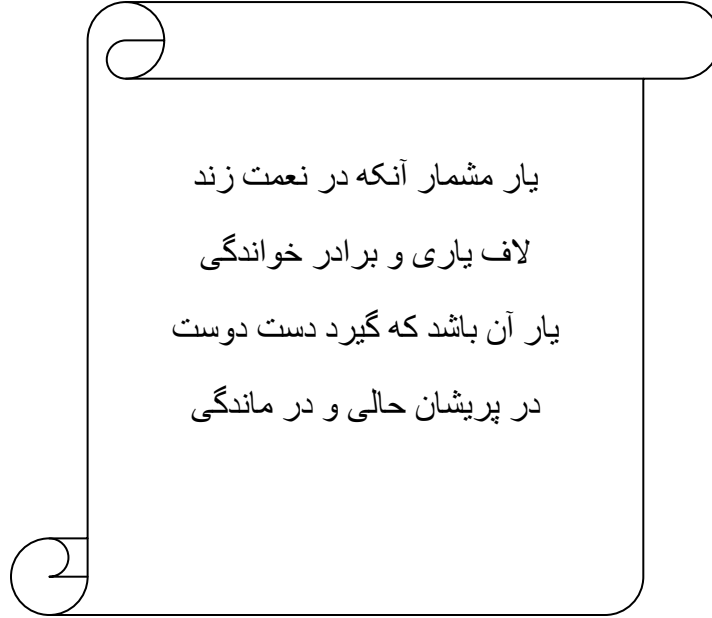 یار مشمار آنکه در نعمت زند
لاف یاری و برادر خواندگی
یار آن باشد که گیرد دست دوست
در پریشان حالی و در ماندگی